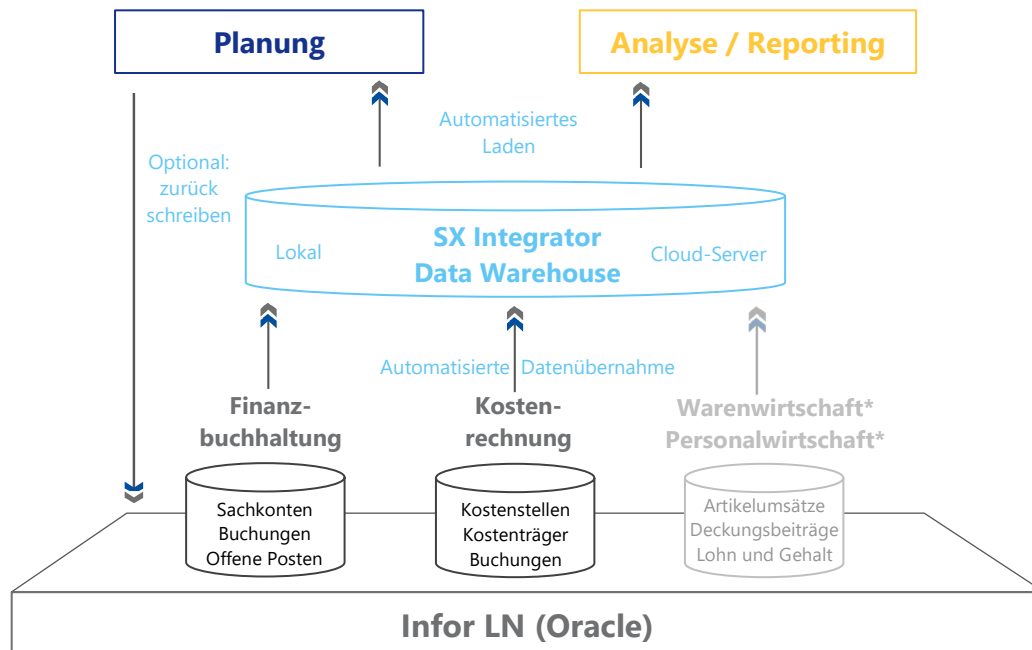 Planung
Analyse / Reporting
Automatisiertes
Laden
Optional:
zurück
schreiben
SX Integrator
Data Warehouse
Lokal
Cloud-Server
Automatisierte Datenübernahme
Finanz-
buchhaltung
Kosten-
rechnung
Warenwirtschaft*
Personalwirtschaft*
Sachkonten
Buchungen
Offene Posten
Kostenstellen
Kostenträger
Buchungen
Artikelumsätze
Deckungsbeiträge
Lohn und Gehalt
Infor LN (Oracle)